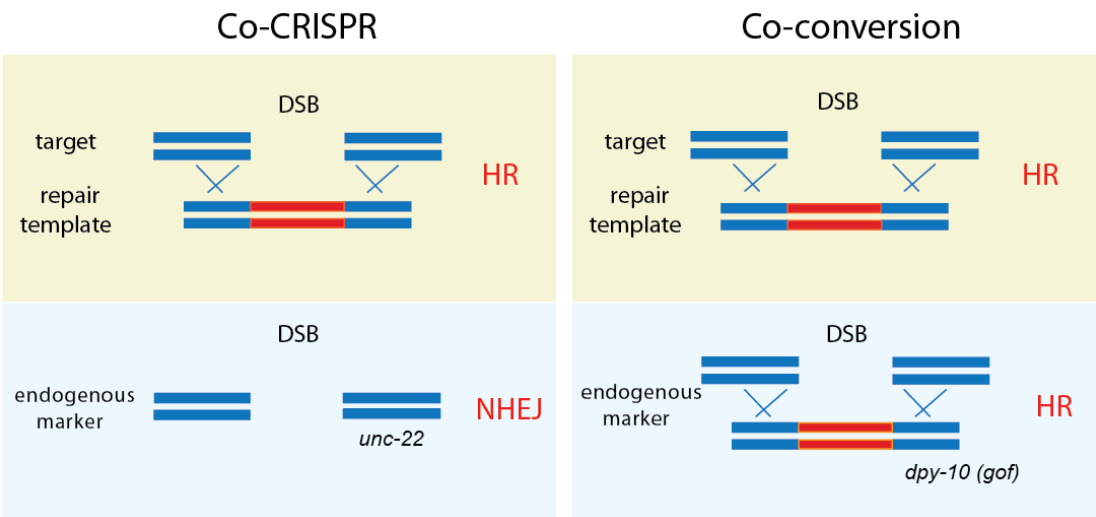 Co-CRISPR
DSB
target
HR
repair
template
DSB
endogenous
marker
NHEJ
unc-22
Co-conversion
DSB
target
HR
repair
template
DSB
endogenous
marker
HR
dpy-10 (gof)